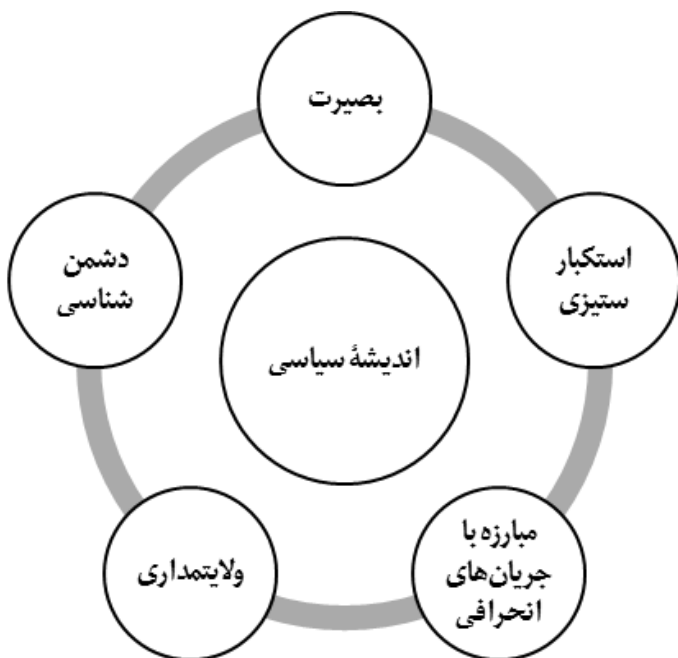 بصیرت
استکبار
ستیزی
مبارزه با
جریان‌های
انحرافی
ولایتمداری
دشمن
شناسی
اندیشهٔ سیاسی